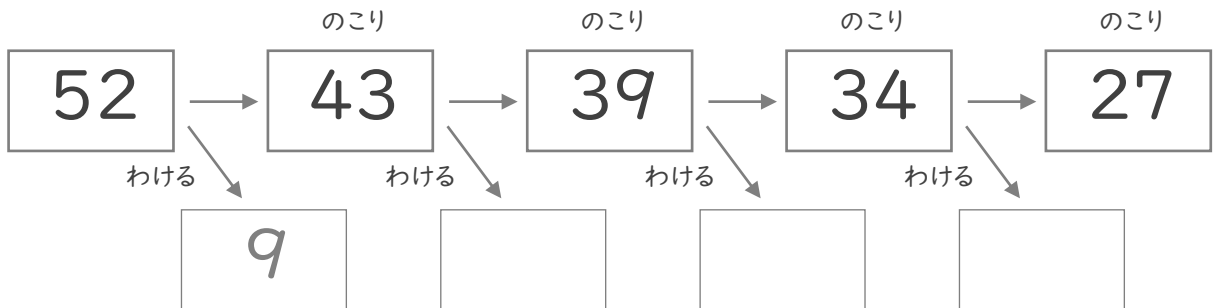 のこり のこり のこり のこり
52 43 39 34 27
わける わける わける わける
9